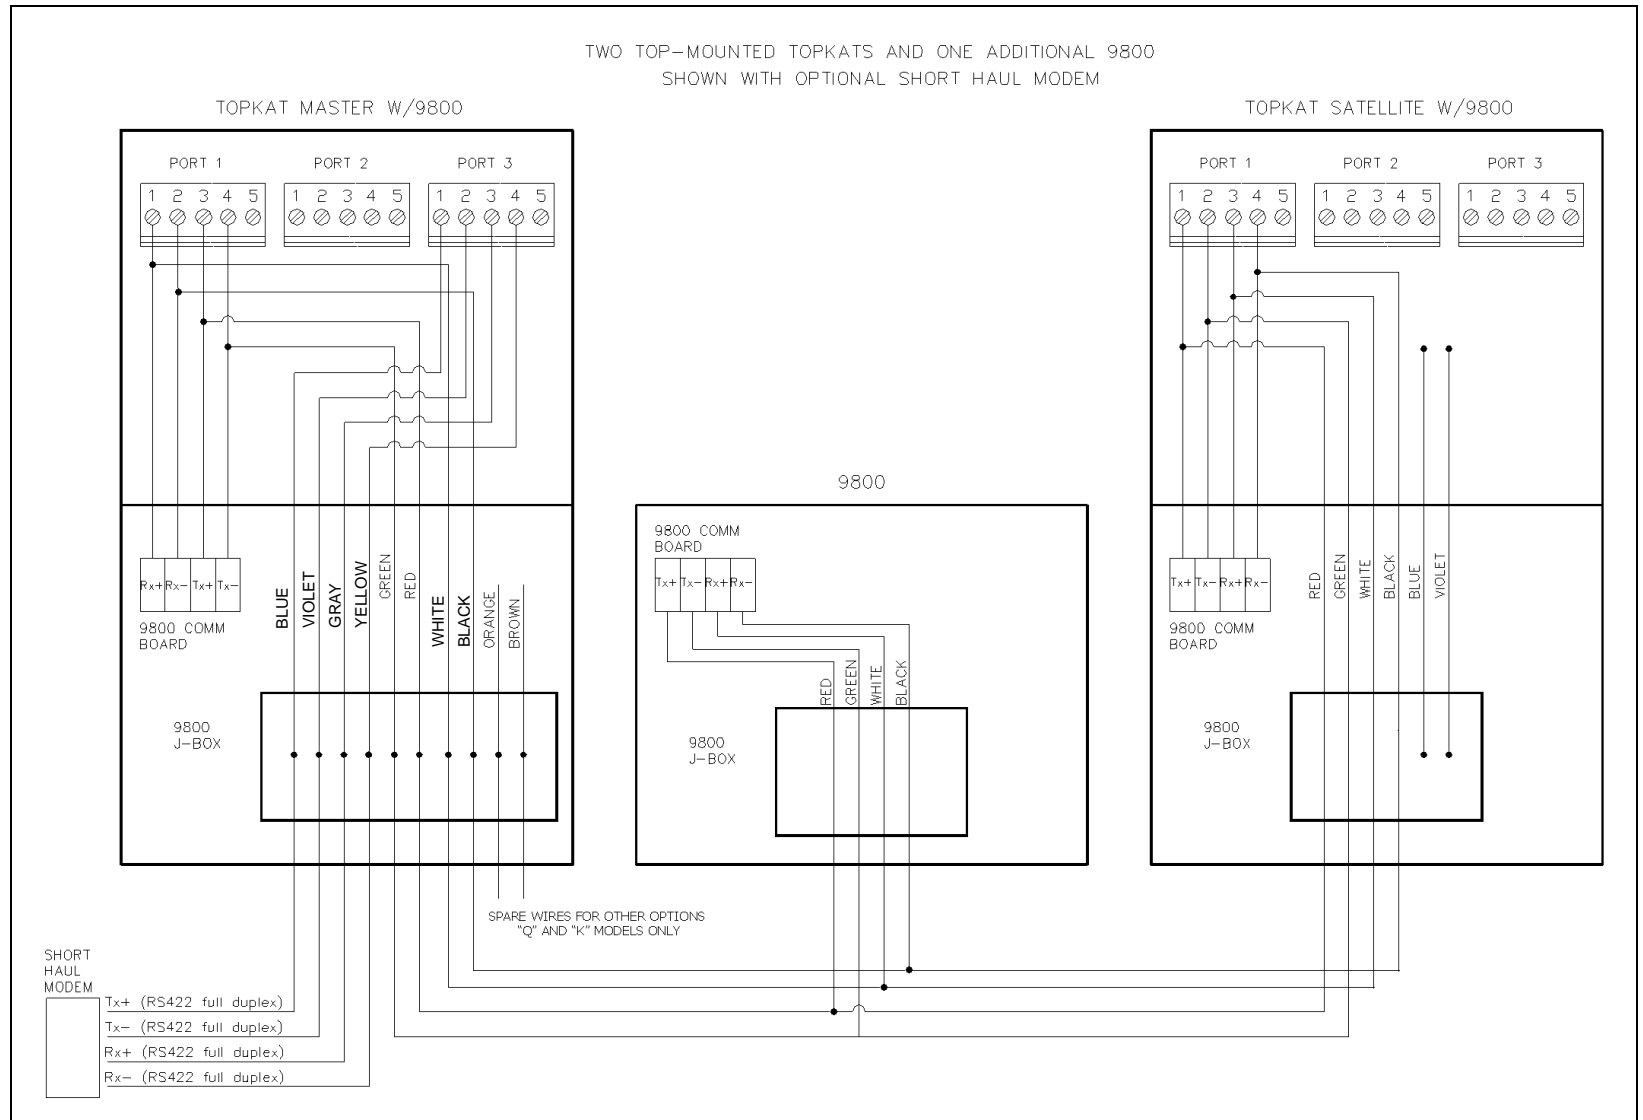 TWO TOP-MOUNTED TOPKATS AND ONE ADDITIONAL 9800
SHOWN WITH OPTIONAL SHORT HAUL MODEM
TOPKAT MASTER W/9800
PORT 1
PORT 2
PORT 3
1 2 3 4 5
1 2 3 4 5
1 2 3 4 5
Rx+ Rx- Tx+ Tx-
9800 COMM
BOARD
BLUE
VIOLET
GRAY
YELLOW
GREEN
RED
WHITE
BLACK
ORANGE
BROWN
9800
J-BOX
SPARE WIRES FOR OTHER OPTIONS
"Q" AND "K" MODELS ONLY
SHORT
HAUL
MODEM
Tx+ (RS422 full duplex)
Tx- (RS422 full duplex)
Rx+ (RS422 full duplex)
Rx- (RS422 full duplex)
9800
9800 COMM
BOARD
Tx+ Tx- Rx+ Rx-
RED
GREEN
WHITE
BLACK
9800
J-BOX
TOPKAT SATELLITE W/9800
PORT 1
PORT 2
PORT 3
1 2 3 4 5
1 2 3 4 5
1 2 3 4 5
Tx+ Tx- Rx+ Rx-
9800 COMM
BOARD
RED
GREEN
WHITE
BLACK
BLUE
VIOLET
9800
J-BOX